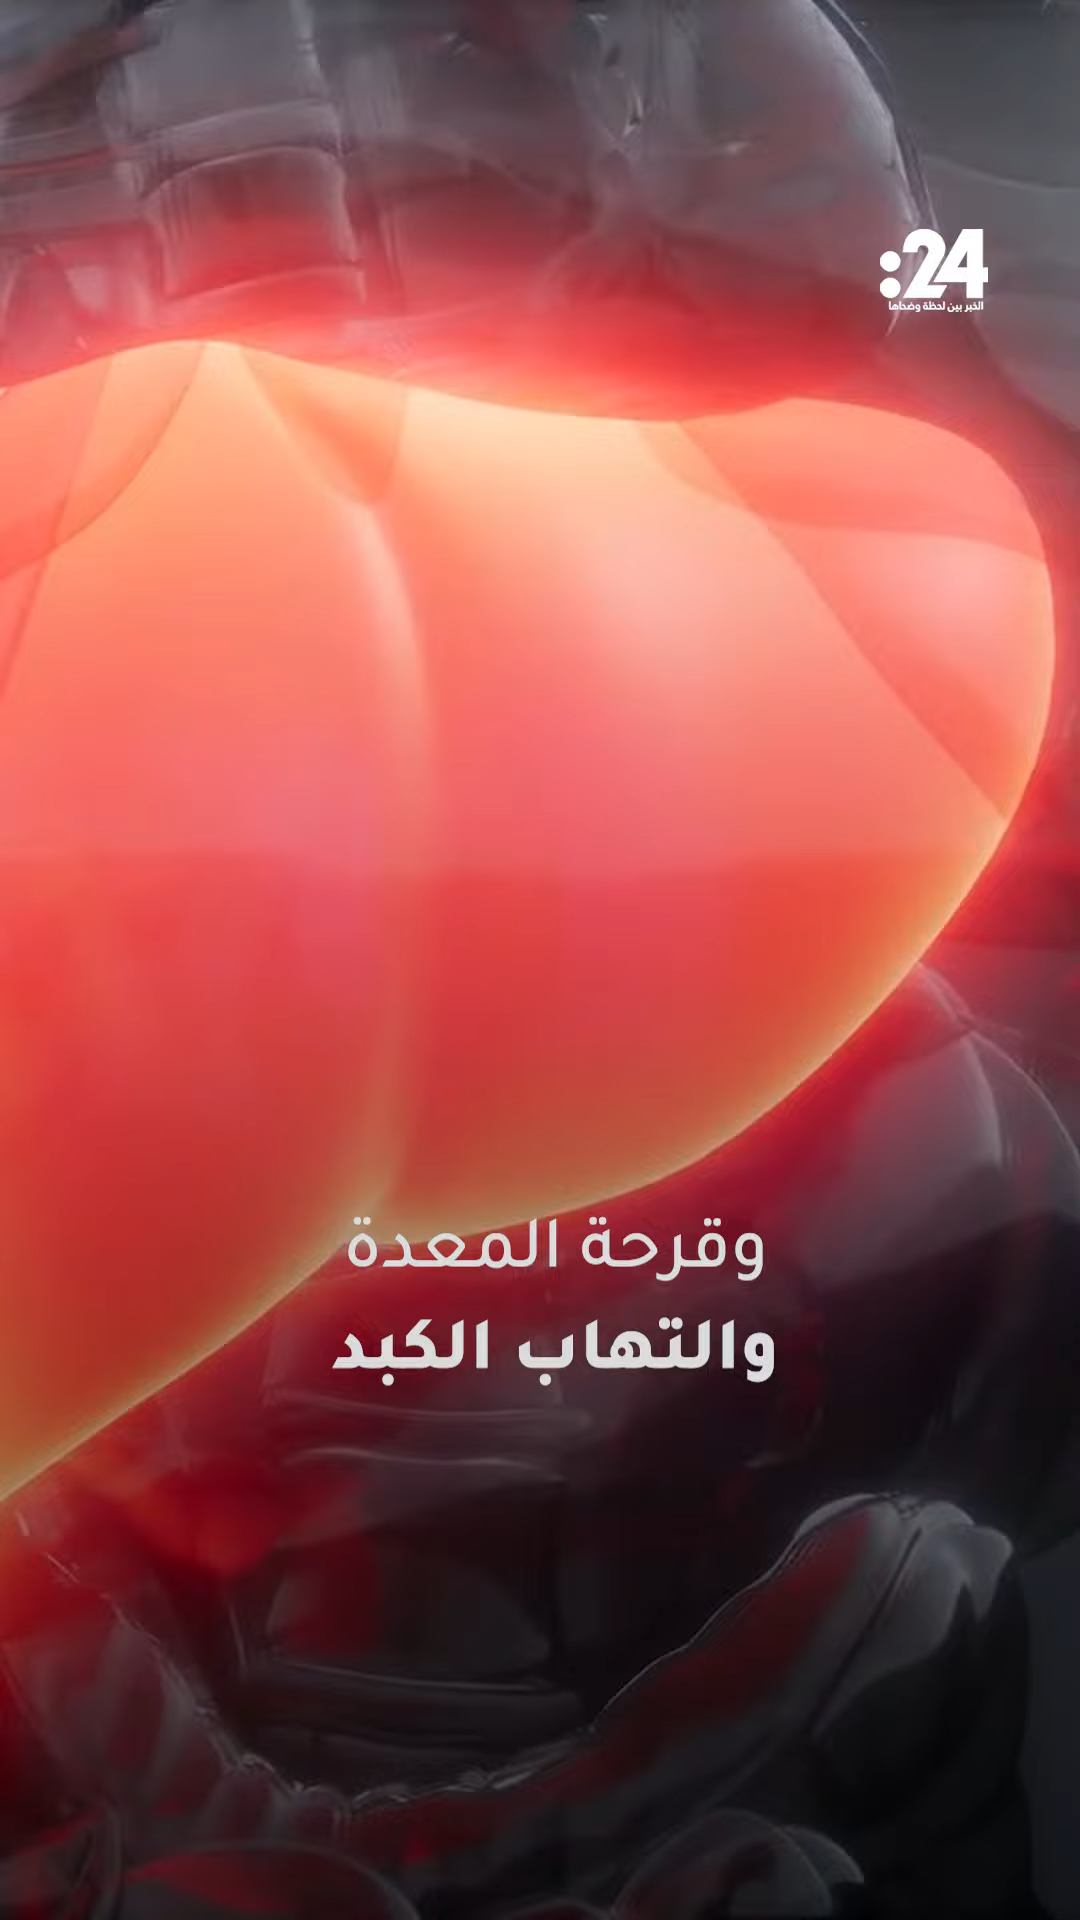 :24
الخبر بين لحظة وضحاها
وقرحة المعدة
والتهاب الكبد